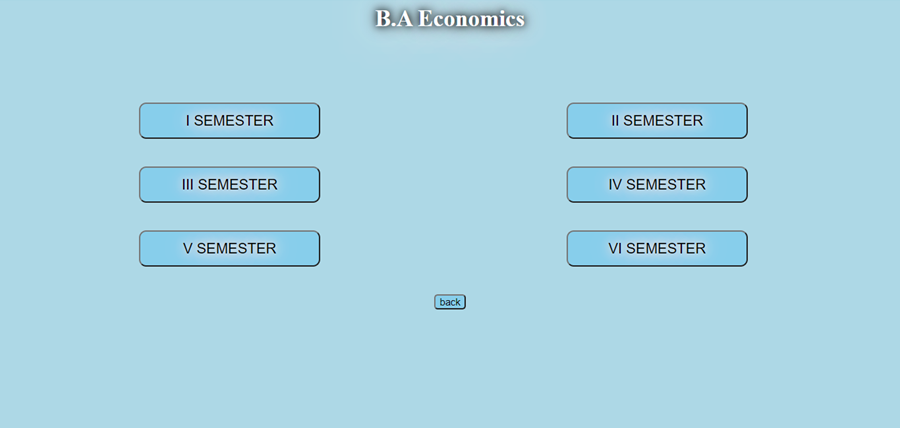 B.A Economics
I SEMESTER
II SEMESTER
III SEMESTER
IV SEMESTER
V SEMESTER
VI SEMESTER
back